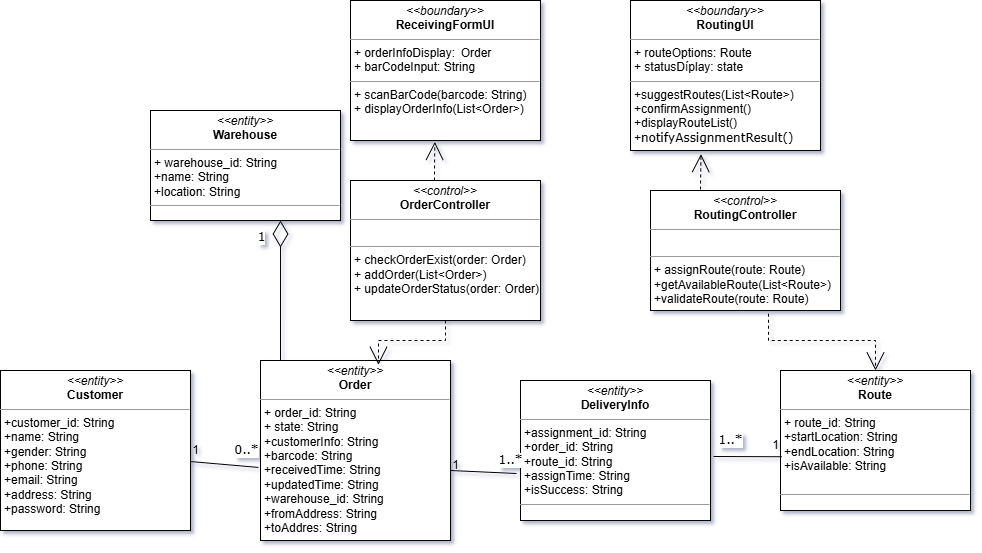 <<boundary>>
ReceivingFormUI
+ orderInfoDisplay:  Order
+ barCodeInput: String
+ scanBarCode(barcode: String)
+ displayOrderInfo(List<Order>)
<<boundary>>
RoutingUI
+ routeOptions: Route
+ statusDíplay: state
+suggestRoutes(List<Route>)
+confirmAssignment()
+displayRouteList()
+notifyAssignmentResult()
<<entity>>
Warehouse
+ warehouse_id: String
+name: String
+location: String
1
<<control>>
OrderController
+ checkOrderExist(order: Order)
+ addOrder(List<Order>)
+ updateOrderStatus(order: Order)
<<control>>
RoutingController
+ assignRoute(route: Route)
+getAvailableRoute(List<Route>)
+validateRoute(route: Route)
<<entity>>
Customer
+customer_id: String
+name: String
+gender: String
+phone: String
+email: String
+address: String
+password: String
1
0..*
<<entity>>
Order
+ order_id: String
+ state: String
+customerInfo: String
+barcode: String
+receivedTime: String
+updatedTime: String
+warehouse_id: String
+fromAddress: String
+toAddres: String
1
1..*
<<entity>>
DeliveryInfo
+assignment_id: String
+order_id: String
+route_id: String
+assignTime: String
+isSuccess: String
1..*
1
<<entity>>
Route
+ route_id: String
+startLocation: String
+endLocation: String
+isAvailable: String